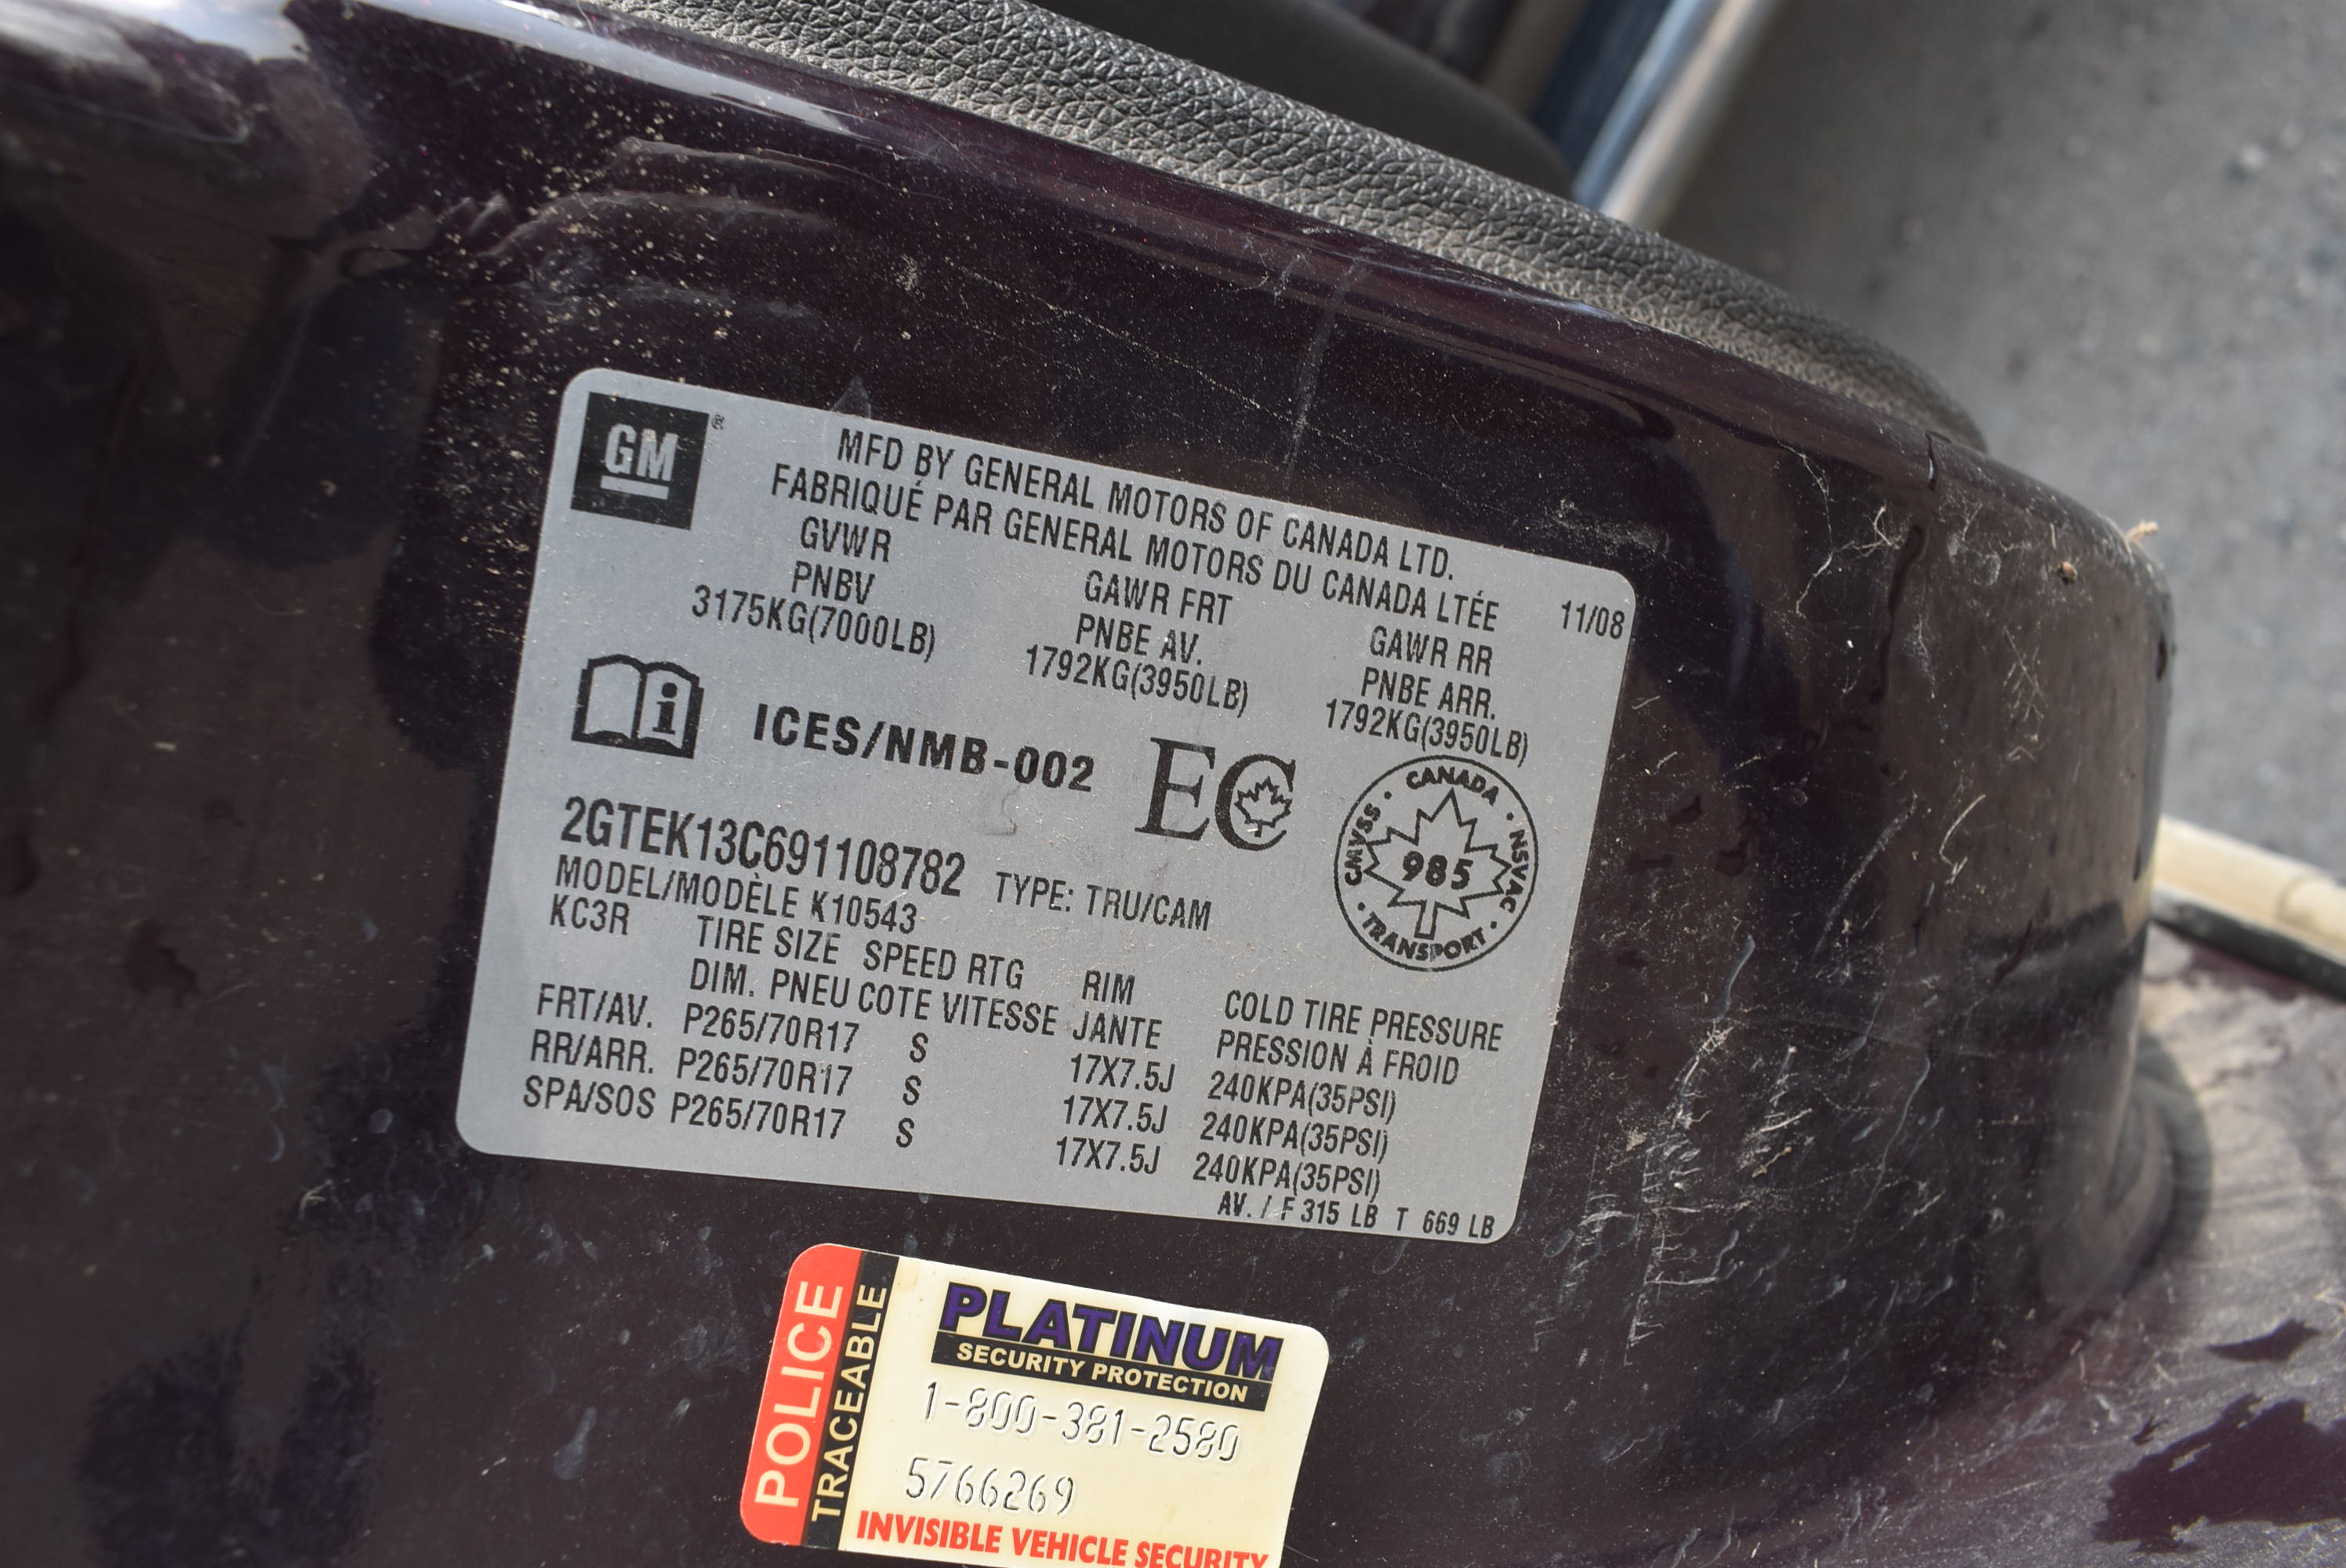 GM®
MFD BY GENERAL MOTORS OF CANADA LTD.
FABRIQUÉ PAR GENERAL MOTORS DU CANADA LTÉE 11/08
GVWR GAWR FRT GAWR RR
PNBV PNBE AV. PNBE ARR.
3175KG(7000LB) 1792KG(3950LB) 1792KG(3950LB)
i ICES/NMB-002 EC
CANADA · NSVAC · TRANSPORT · CMVSS ·
985
2GTEK13C691108782 TYPE: TRU/CAM
MODEL/MODÈLE K10543
KC3R TIRE SIZE SPEED RTG RIM COLD TIRE PRESSURE
DIM. PNEU COTE VITESSE JANTE PRESSION À FROID
FRT/AV. P265/70R17 S 17X7.5J 240KPA(35PSI)
RR/ARR. P265/70R17 S 17X7.5J 240KPA(35PSI)
SPA/SOS P265/70R17 S 17X7.5J 240KPA(35PSI)
AV. / F 315 LB T 669 LB
POLICE
TRACEABLE
PLATINUM
SECURITY PROTECTION
1-800-381-2580
5766269
INVISIBLE VEHICLE SECURITY